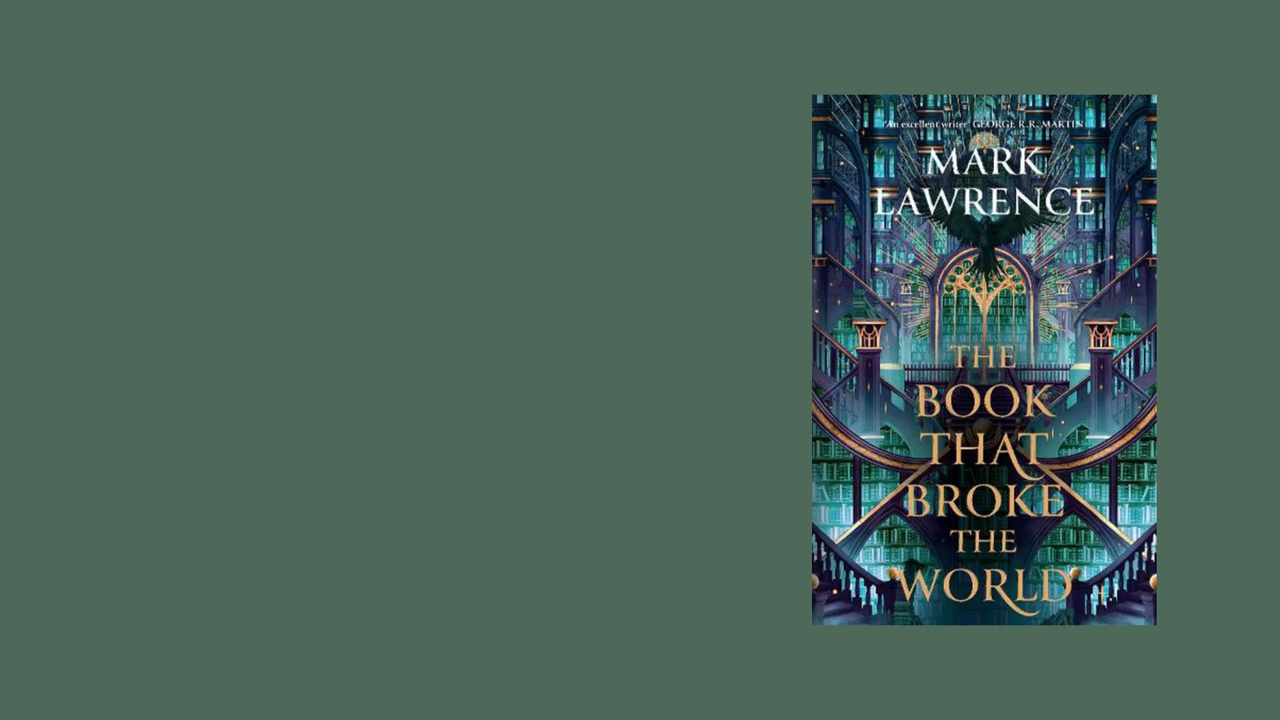 'An excellent writer' GEORGE R.R. MARTIN
MARK
LAWRENCE
THE
BOOK
THAT
BROKE
THE
WORLD